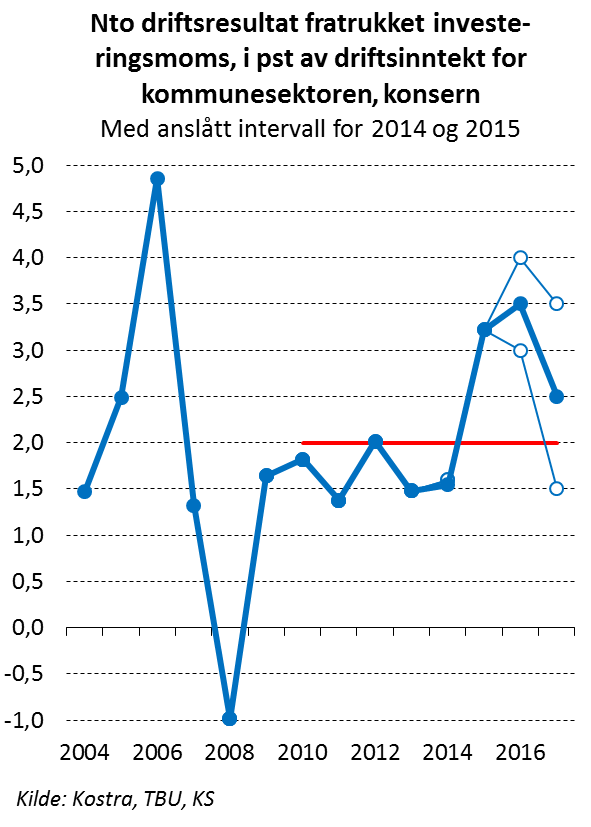 Nto driftsresultat fratrukket investe-
ringsmoms, i pst av driftsinntekt for
kommunesektoren, konsern
Med anslått intervall for 2014 og 2015
5,0
4,5
4,0
3,5
3,0
2,5
2,0
1,5
1,0
0,5
0,0
-0,5
-1,0
2004 2006 2008 2010 2012 2014 2016
Kilde: Kostra, TBU, KS